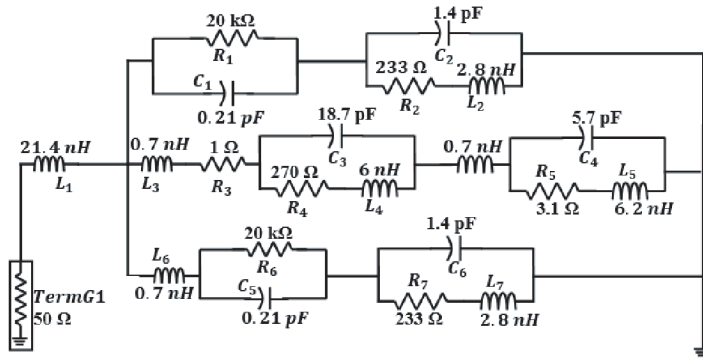 1.4 pF
20 kΩ
R1
C2
233 Ω
2.8 nH
C1
R2
L2
0.21 pF
18.7 pF
5.7 pF
21.4 nH
0.7 nH
1 Ω
C3
0.7 nH
C4
270 Ω
6 nH
R5
L5
L1
L3
R3
R4
L4
3.1 Ω
6.2 nH
20 kΩ
1.4 pF
L6
R6
C6
0.7 nH
C5
R7
L7
TermG1
50 Ω
0.21 pF
233 Ω
2.8 nH